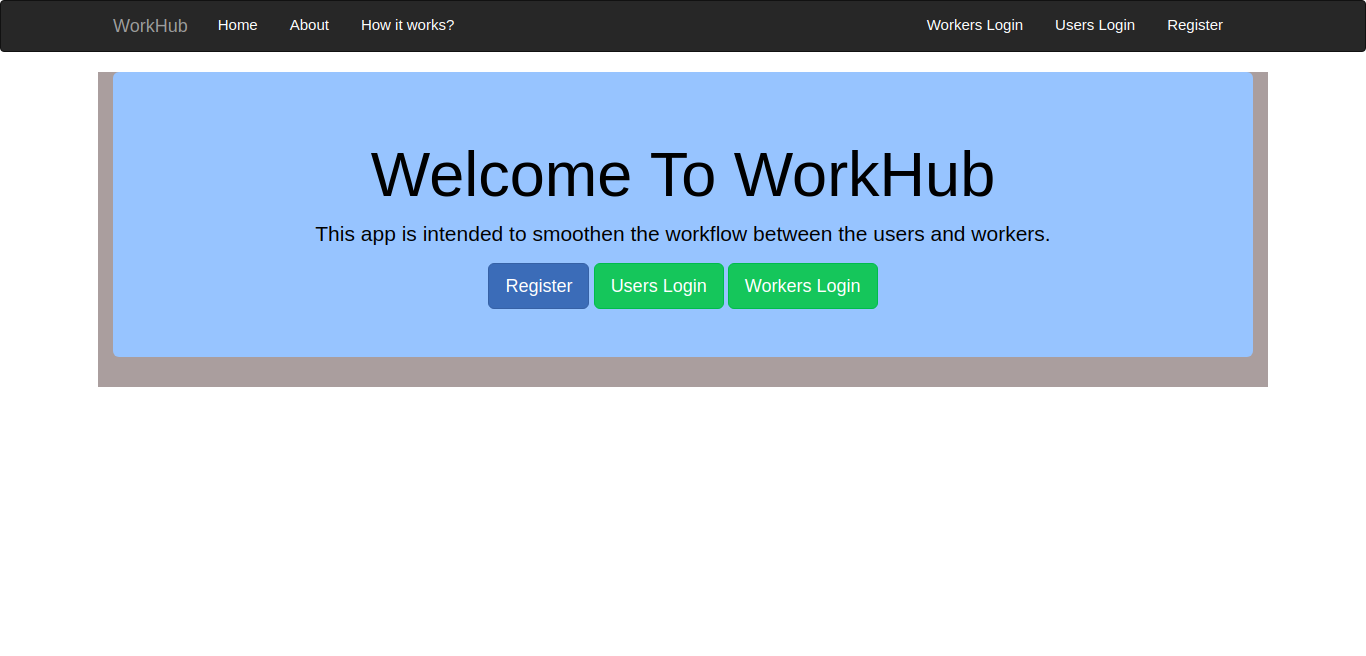 WorkHub Home About How it works? Workers Login Users Login Register
Welcome To WorkHub
This app is intended to smoothen the workflow between the users and workers.
Register Users Login Workers Login